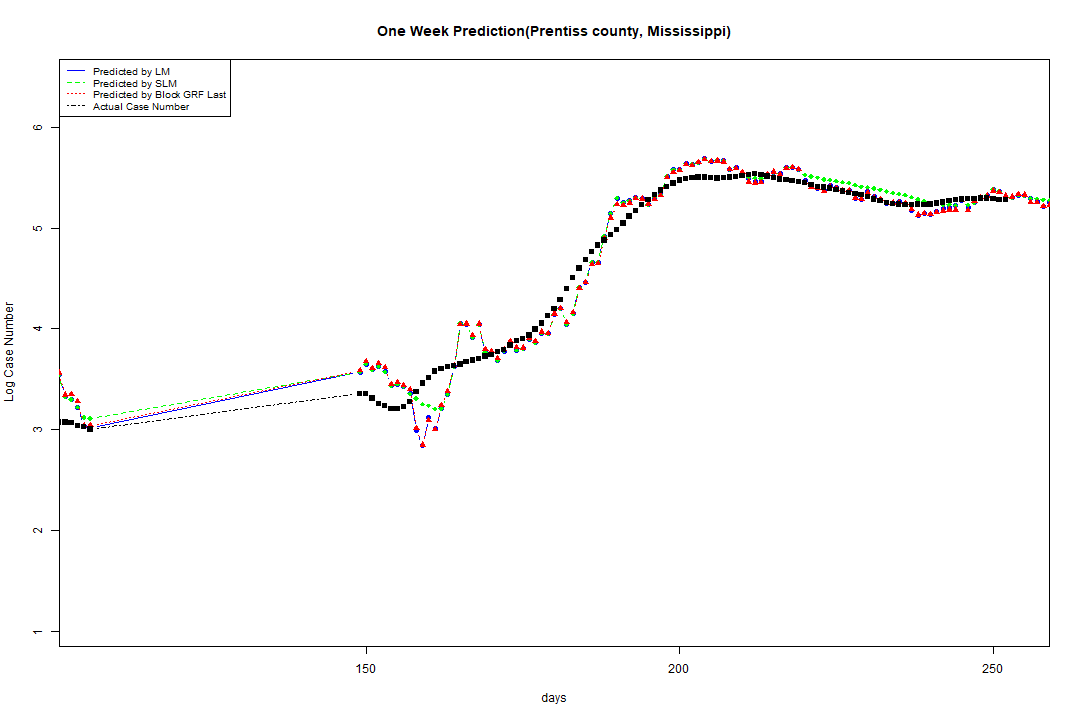 One Week Prediction(Prentiss county, Mississippi)
Predicted by LM
Predicted by SLM
Predicted by Block GRF Last
Actual Case Number
6
5
4
3
2
1
Log Case Number
150 200 250
days